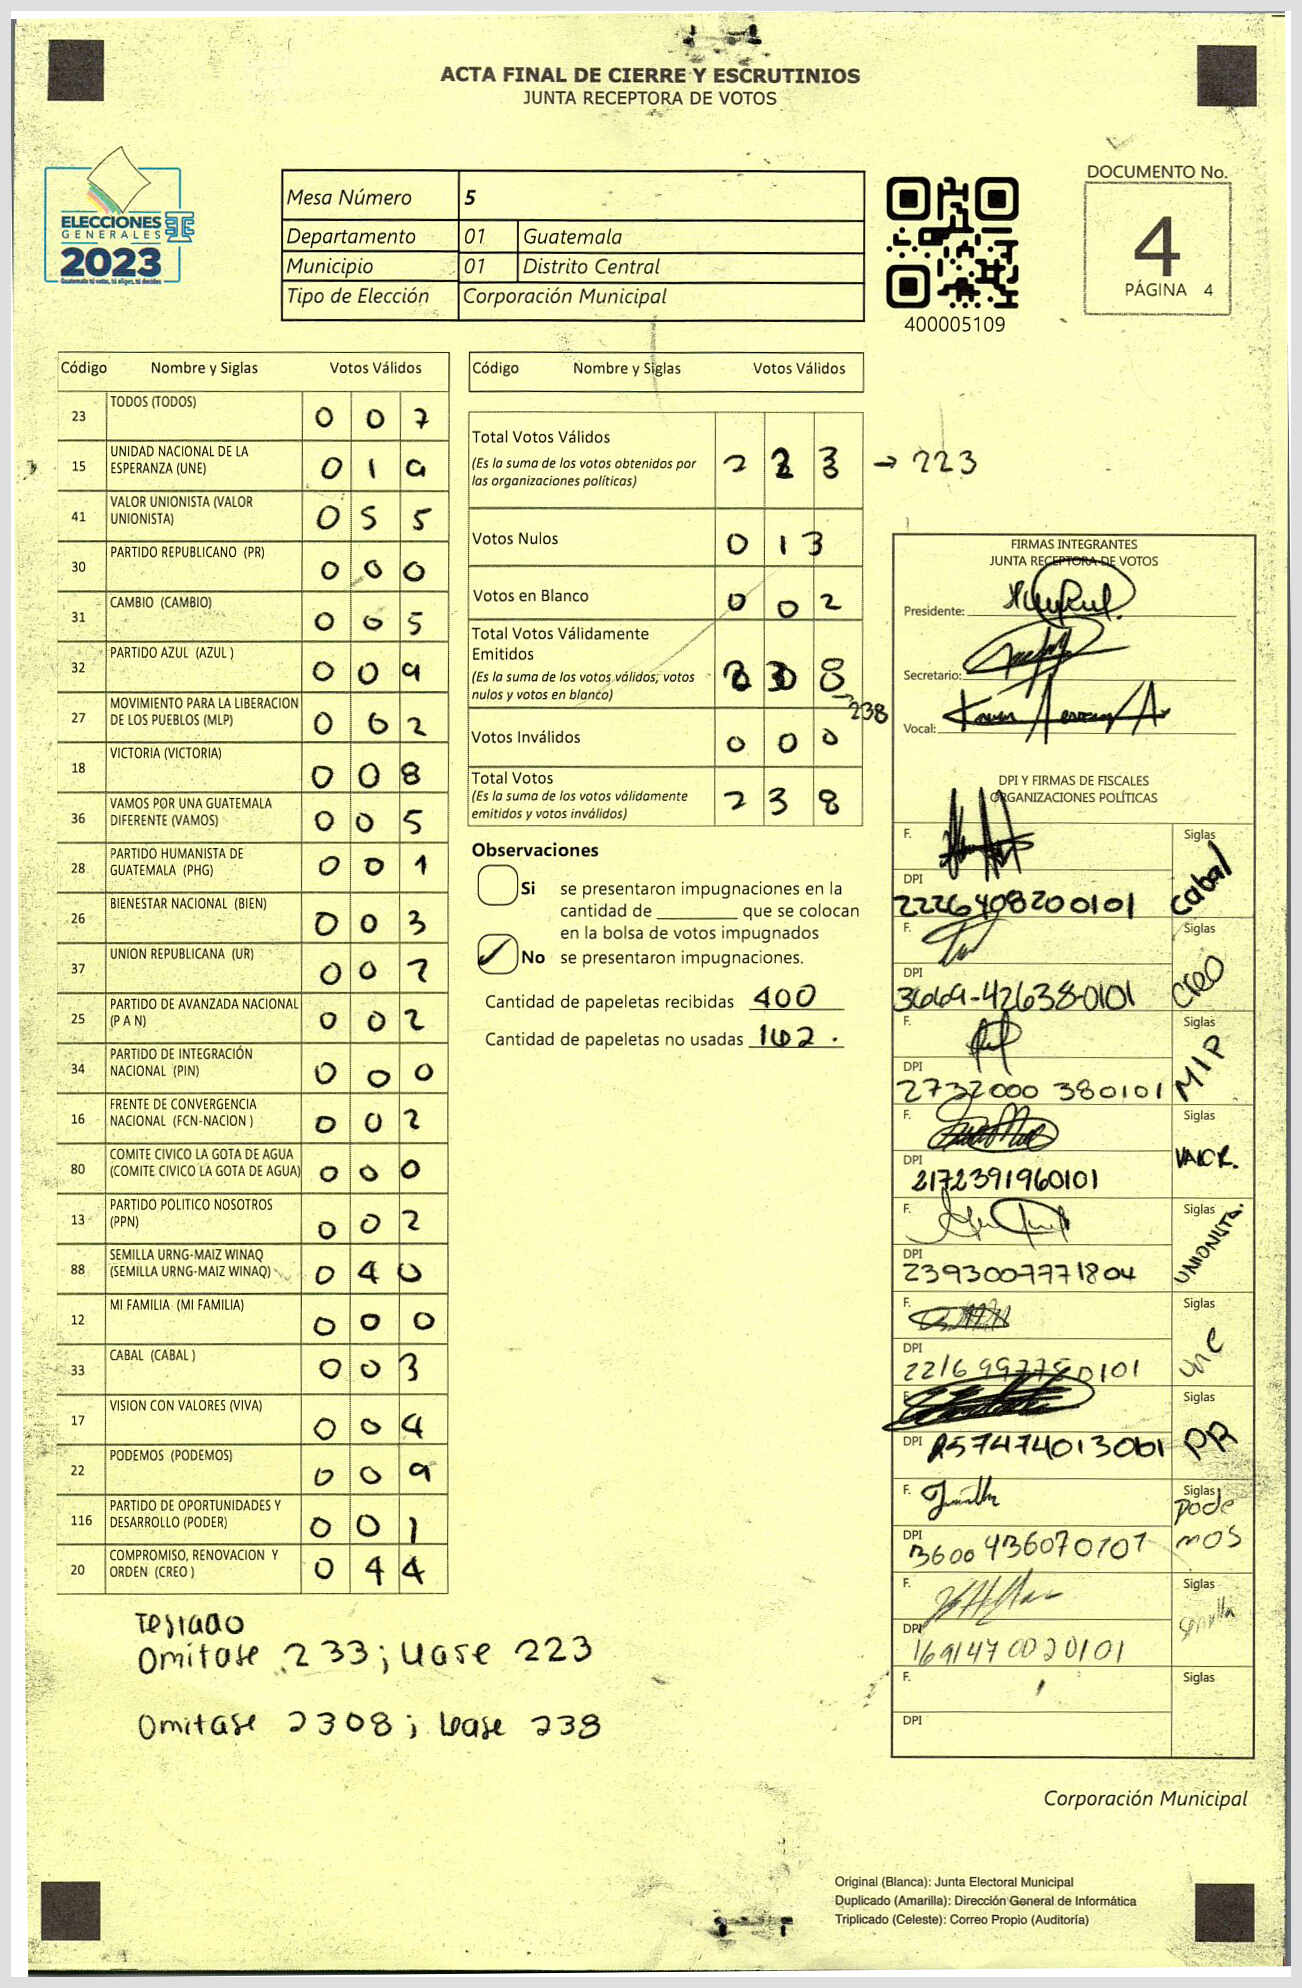 ACTA FINAL DE CIERRE Y ESCRUTINIOS
JUNTA RECEPTORA DE VOTOS
ELECCIONES
GENERALES
2023
Guatemala tú votas, tú eliges, tú decides
Mesa Número 5
Departamento 01 Guatemala
Municipio 01 Distrito Central
Tipo de Elección Corporación Municipal
400005109
DOCUMENTO No.
4
PÁGINA 4
Código Nombre y Siglas Votos Válidos
23 TODOS (TODOS) 0 0 7
15 UNIDAD NACIONAL DE LA ESPERANZA (UNE) 0 1 9
41 VALOR UNIONISTA (VALOR UNIONISTA) 0 5 5
30 PARTIDO REPUBLICANO (PR) 0 0 0
31 CAMBIO (CAMBIO) 0 0 5
32 PARTIDO AZUL (AZUL ) 0 0 9
27 MOVIMIENTO PARA LA LIBERACION DE LOS PUEBLOS (MLP) 0 0 2
18 VICTORIA (VICTORIA) 0 0 8
36 VAMOS POR UNA GUATEMALA DIFERENTE (VAMOS) 0 0 5
28 PARTIDO HUMANISTA DE GUATEMALA (PHG) 0 0 1
26 BIENESTAR NACIONAL (BIEN) 0 0 3
37 UNION REPUBLICANA (UR) 0 0 2
25 PARTIDO DE AVANZADA NACIONAL (P A N) 0 0 2
34 PARTIDO DE INTEGRACIÓN NACIONAL (PIN) 0 0 0
16 FRENTE DE CONVERGENCIA NACIONAL (FCN-NACION ) 0 0 2
80 COMITE CIVICO LA GOTA DE AGUA (COMITE CIVICO LA GOTA DE AGUA) 0 0 0
13 PARTIDO POLITICO NOSOTROS (PPN) 0 0 2
88 SEMILLA URNG-MAIZ WINAQ (SEMILLA URNG-MAIZ WINAQ) 0 4 0
12 MI FAMILIA (MI FAMILIA) 0 0 0
33 CABAL (CABAL ) 0 0 3
17 VISION CON VALORES (VIVA) 0 0 4
22 PODEMOS (PODEMOS) 0 0 9
116 PARTIDO DE OPORTUNIDADES Y DESARROLLO (PODER) 0 0 1
20 COMPROMISO, RENOVACION Y ORDEN (CREO ) 0 4 4
Testado
Omitase 233; Lease 223
Omitase 2308; Lease 238
Código Nombre y Siglas Votos Válidos
Total Votos Válidos 2 2 3 → 223
(Es la suma de los votos obtenidos por
las organizaciones políticas)
Votos Nulos 0 1 3
Votos en Blanco 0 0 2
Total Votos Válidamente
Emitidos 2 3 8
(Es la suma de los votos válidos, votos
nulos y votos en blanco)
→ 238
Votos Inválidos 0 0 0
Total Votos 2 3 8
(Es la suma de los votos válidamente
emitidos y votos inválidos)
Observaciones
Si se presentaron impugnaciones en la
cantidad de ________ que se colocan
en la bolsa de votos impugnados
No se presentaron impugnaciones.
Cantidad de papeletas recibidas 400
Cantidad de papeletas no usadas 162.
FIRMAS INTEGRANTES
JUNTA RECEPTORA DE VOTOS
Presidente:
Secretario:
Vocal:
DPI Y FIRMAS DE FISCALES
ORGANIZACIONES POLÍTICAS
F. Siglas Cabal
DPI 2226408200101
F. Siglas CREO
DPI 3669-42638-0101
F. Siglas MLP
DPI 2732000 380101
F. Siglas VALOR.
DPI 2172391960101
F. Siglas UNIONISTA.
DPI 2393007771804
F. Siglas une
DPI
F. Siglas PR
DPI
F. Siglas Podemos
DPI 3600 436070101
F. Siglas Semilla
DPI 169147 0020101
F. Siglas
DPI
Corporación Municipal
Original (Blanca): Junta Electoral Municipal
Duplicado (Amarilla): Dirección General de Informática
Triplicado (Celeste): Correo Propio (Auditoría)